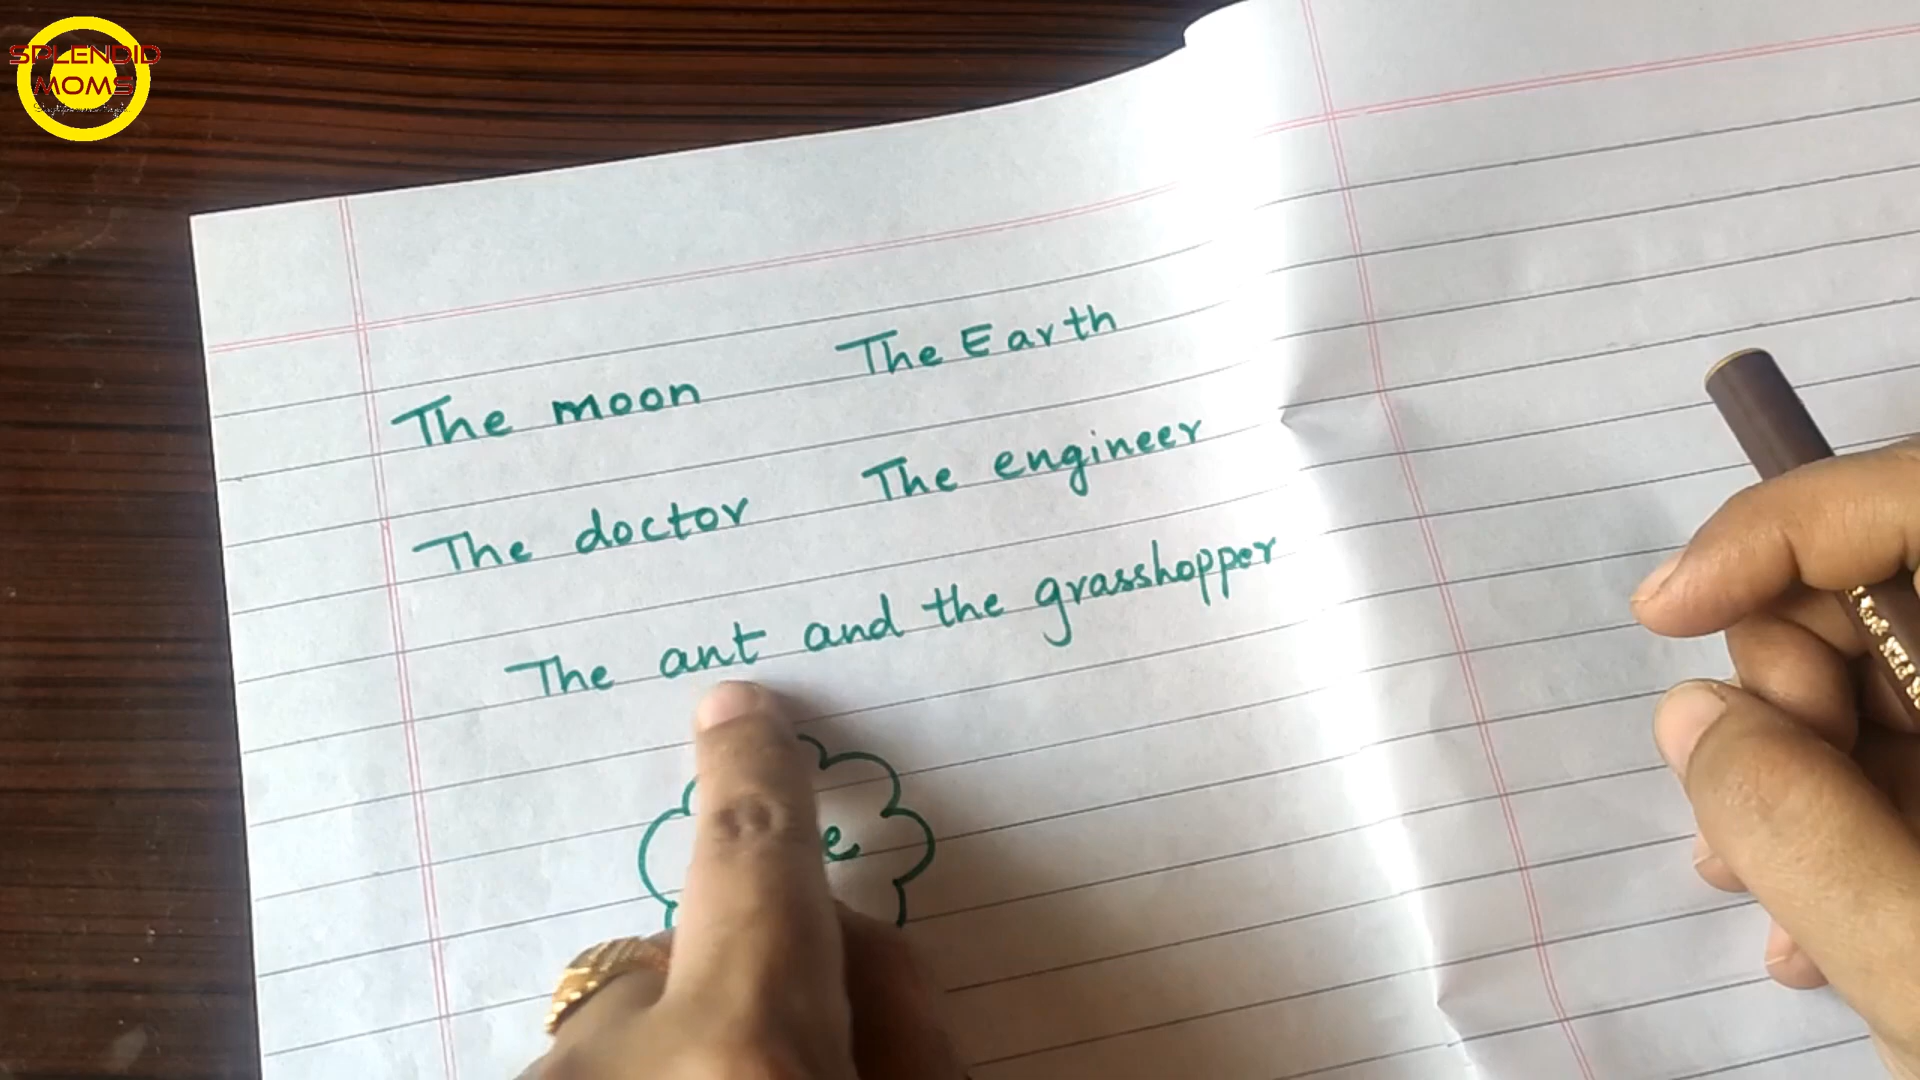 SPLENDID
MOMS
The moon The Earth
The doctor The engineer
The ant and the grasshopper